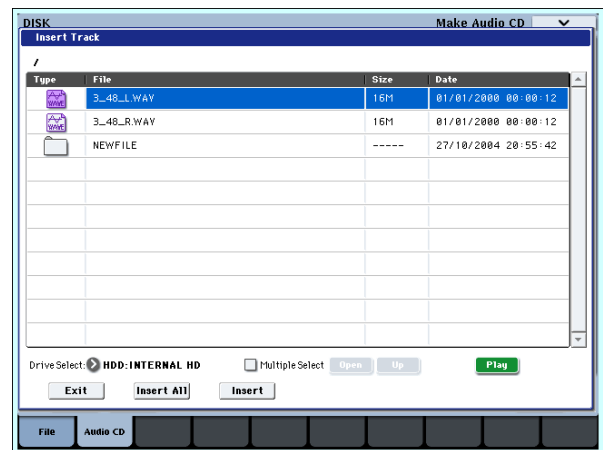 DISK Make Audio CD
Insert Track
/
Type File Size Date
WAVE 3_48_L.WAV 16M 01/01/2000 00:00:12
WAVE 3_48_R.WAV 16M 01/01/2000 00:00:12
NEWFILE ----- 27/10/2004 20:55:42
Drive Select: HDD:INTERNAL HD Multiple Select Open Up Play
Exit Insert All Insert
File Audio CD